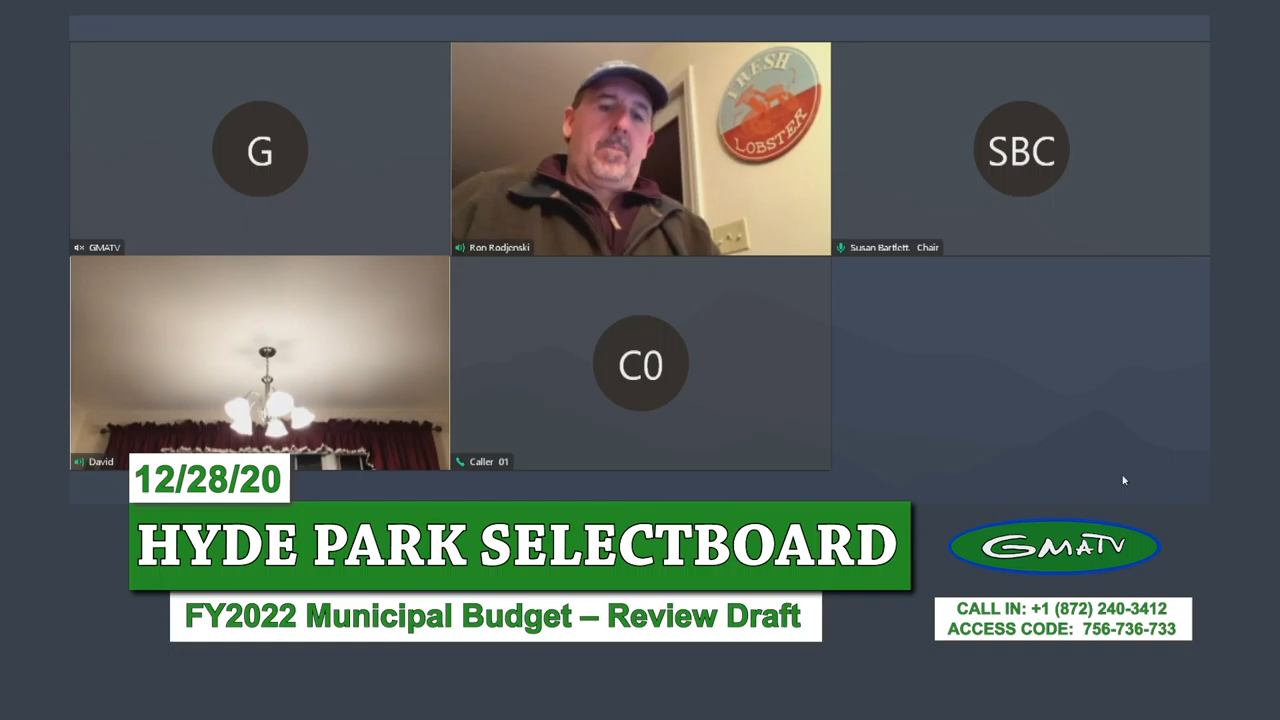 G
GMATV
FRESH
LOBSTER
Ron Rodjenski
SBC
Susan Bartlett Chair
David
C0
Caller 01
12/28/20
HYDE PARK SELECTBOARD
FY2022 Municipal Budget – Review Draft
GMATV
CALL IN: +1 (872) 240-3412
ACCESS CODE: 756-736-733